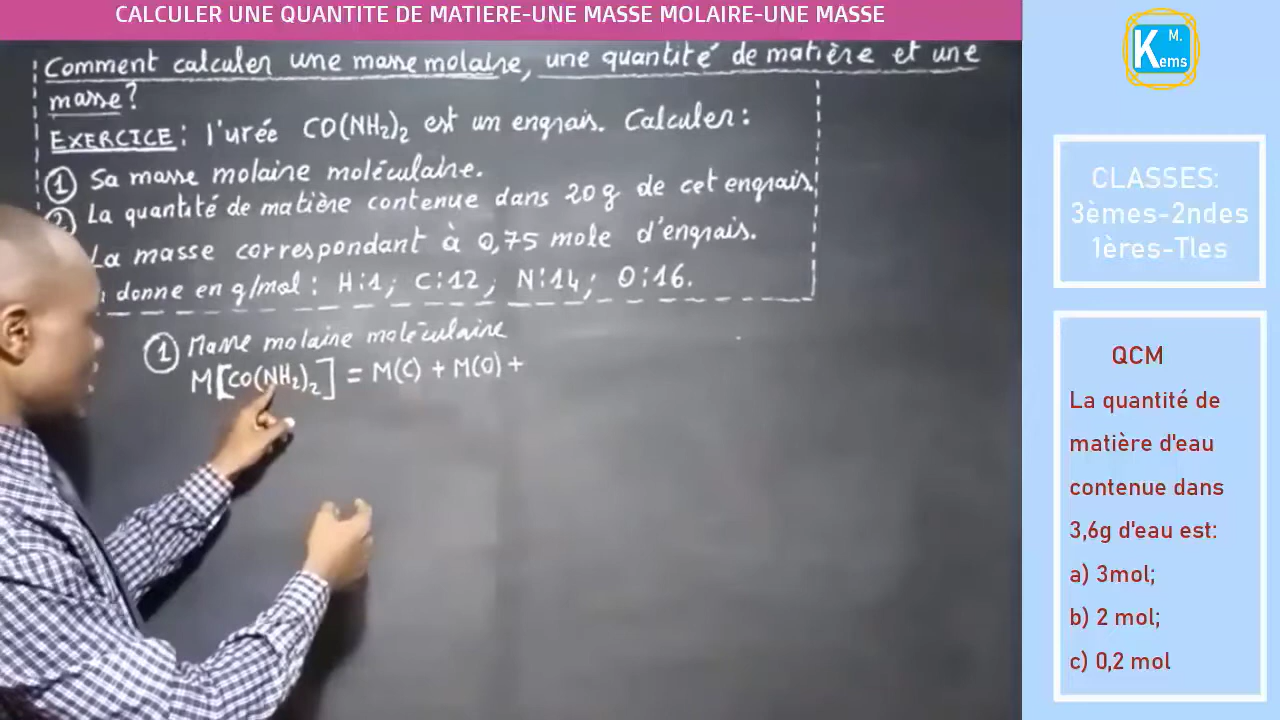 CALCULER UNE QUANTITE DE MATIERE-UNE MASSE MOLAIRE-UNE MASSE
Comment calculer une masse molaire, une quantité de matière et une
masse?
EXERCICE : l'urée CO(NH₂)₂ est un engrais. Calculer :
① Sa masse molaire moléculaire.
② La quantité de matière contenue dans 20g de cet engrais.
La masse correspondant à 0,75 mole d'engrais.
donne en g/mol : H:1 ; C:12 ; N:14 ; O:16.
① Masse molaire moléculaire
M[CO(NH₂)₂] = M(C) + M(O) +
K M.
ems
CLASSES:
3èmes-2ndes
1ères-Tles
QCM
La quantité de
matière d'eau
contenue dans
3,6g d'eau est:
a) 3mol;
b) 2 mol;
c) 0,2 mol